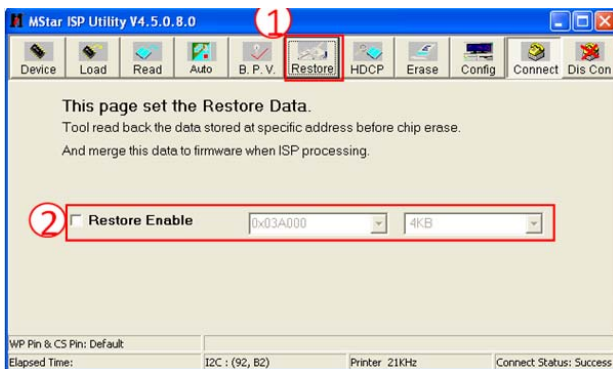 MStar ISP Utility V4.5.0.8.0
1
Device Load Read Auto B. P. V. Restore HDCP Erase Config Connect Dis Con
This page set the Restore Data.
Tool read back the data stored at specific address before chip erase.
And merge this data to firmware when ISP processing.
2 Restore Enable 0x03A000 4KB
WP Pin & CS Pin: Default
Elapsed Time: I2C : (92, B2) Printer 21KHz Connect Status: Success